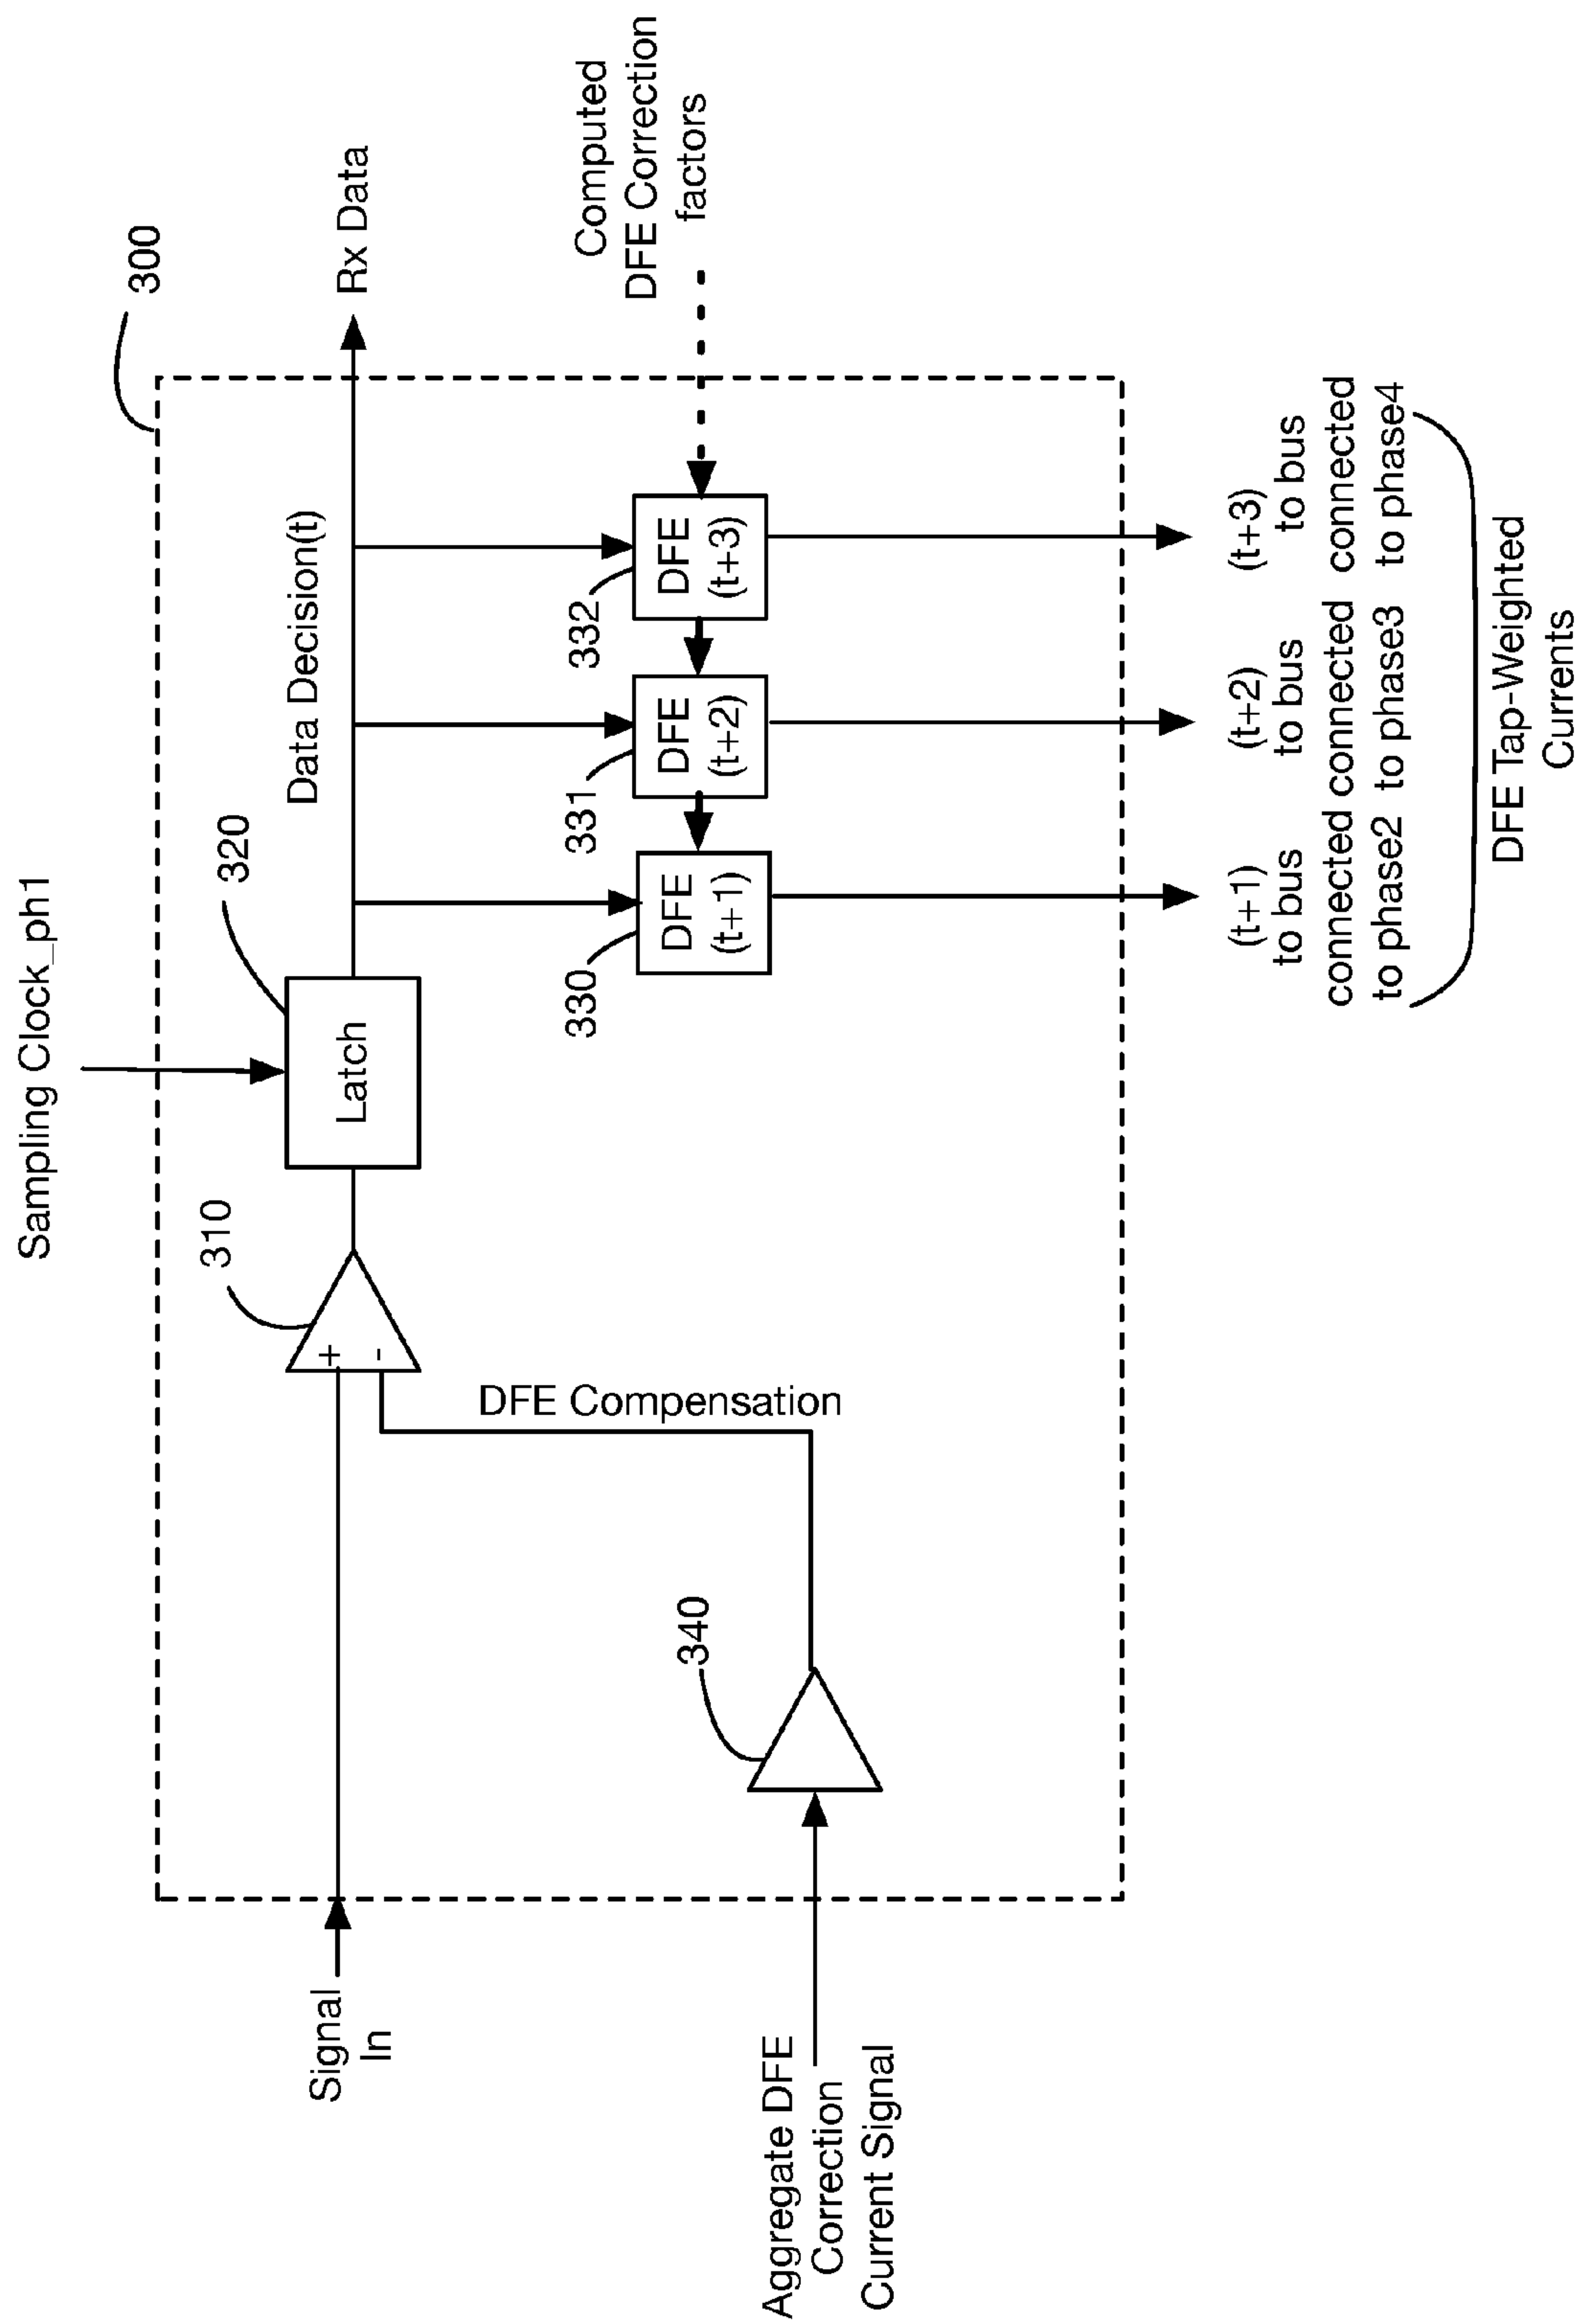 Sampling Clock_ph1
300
310
320
Signal
In
+
-
Latch
Data Decision(t)
Rx Data
DFE Compensation
330
331
332
DFE
(t+1)
DFE
(t+2)
DFE
(t+3)
Computed
DFE Correction
factors
340
Aggregate DFE
Correction
Current Signal
(t+1)
to bus
connected
to phase2
(t+2)
to bus
connected
to phase3
(t+3)
to bus
connected
to phase4
DFE Tap-Weighted
Currents